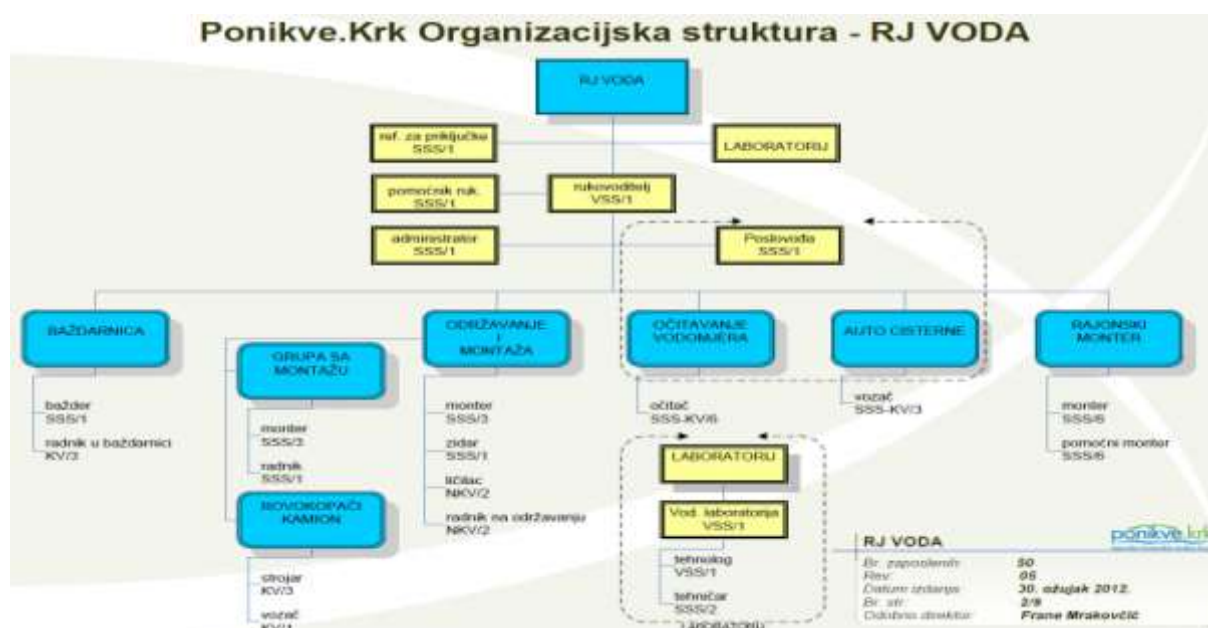 Ponikve.Krk Organizacijska struktura - RJ VODA
RJ VODA
ref. za priključke
SSS/1
LABORATORIJ
pomoćnik ruk.
SSS/1
rukovoditelj
VSS/1
administrator
SSS/1
Poslovođa
SSS/1
BAŽDARNICA
baždar
SSS/1
radnik u baždarnici
KV/3
GRUPA SA
MONTAŽU
monter
SSS/3
radnik
SSS/1
ROVOKOPAČI
KAMION
strojar
KV/3
vozač
ODRŽAVANJE
I
MONTAŽA
monter
SSS/3
zidar
SSS/1
ličilac
NKV/2
radnik na održavanju
NKV/2
OČITAVANJE
VODOMJERA
očitač
SSS-KV/6
AUTO CISTERNE
vozač
SSS-KV/3
RAJONSKI
MONTER
monter
SSS/6
pomoćni monter
SSS/6
LABORATORIJ
Vod. laboratorija
VSS/1
tehnolog
VSS/1
tehničar
SSS/2
LABORATORIJ
ponikve.krk
RJ VODA
Br. zaposlenih: 50
Rev: 05
Datum izdanja: 30. ožujak 2012.
Br. str: 2/9
Odobrio direktor: Frane Mrakovčić